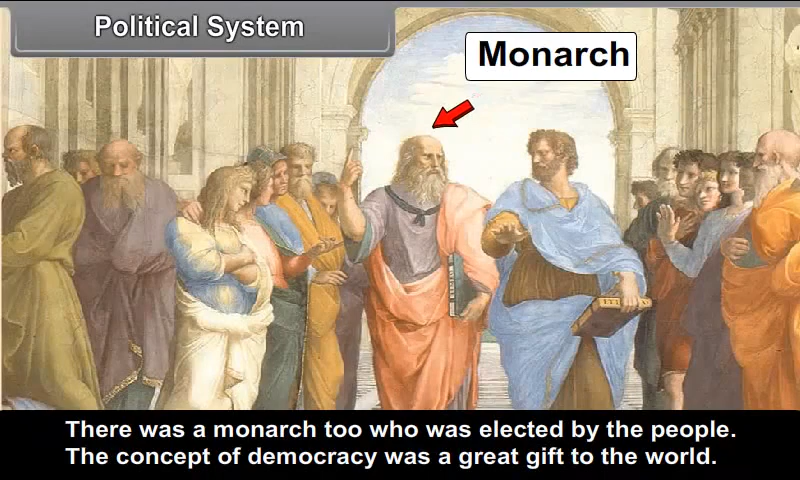 Political System
Monarch
There was a monarch too who was elected by the people.
The concept of democracy was a great gift to the world.